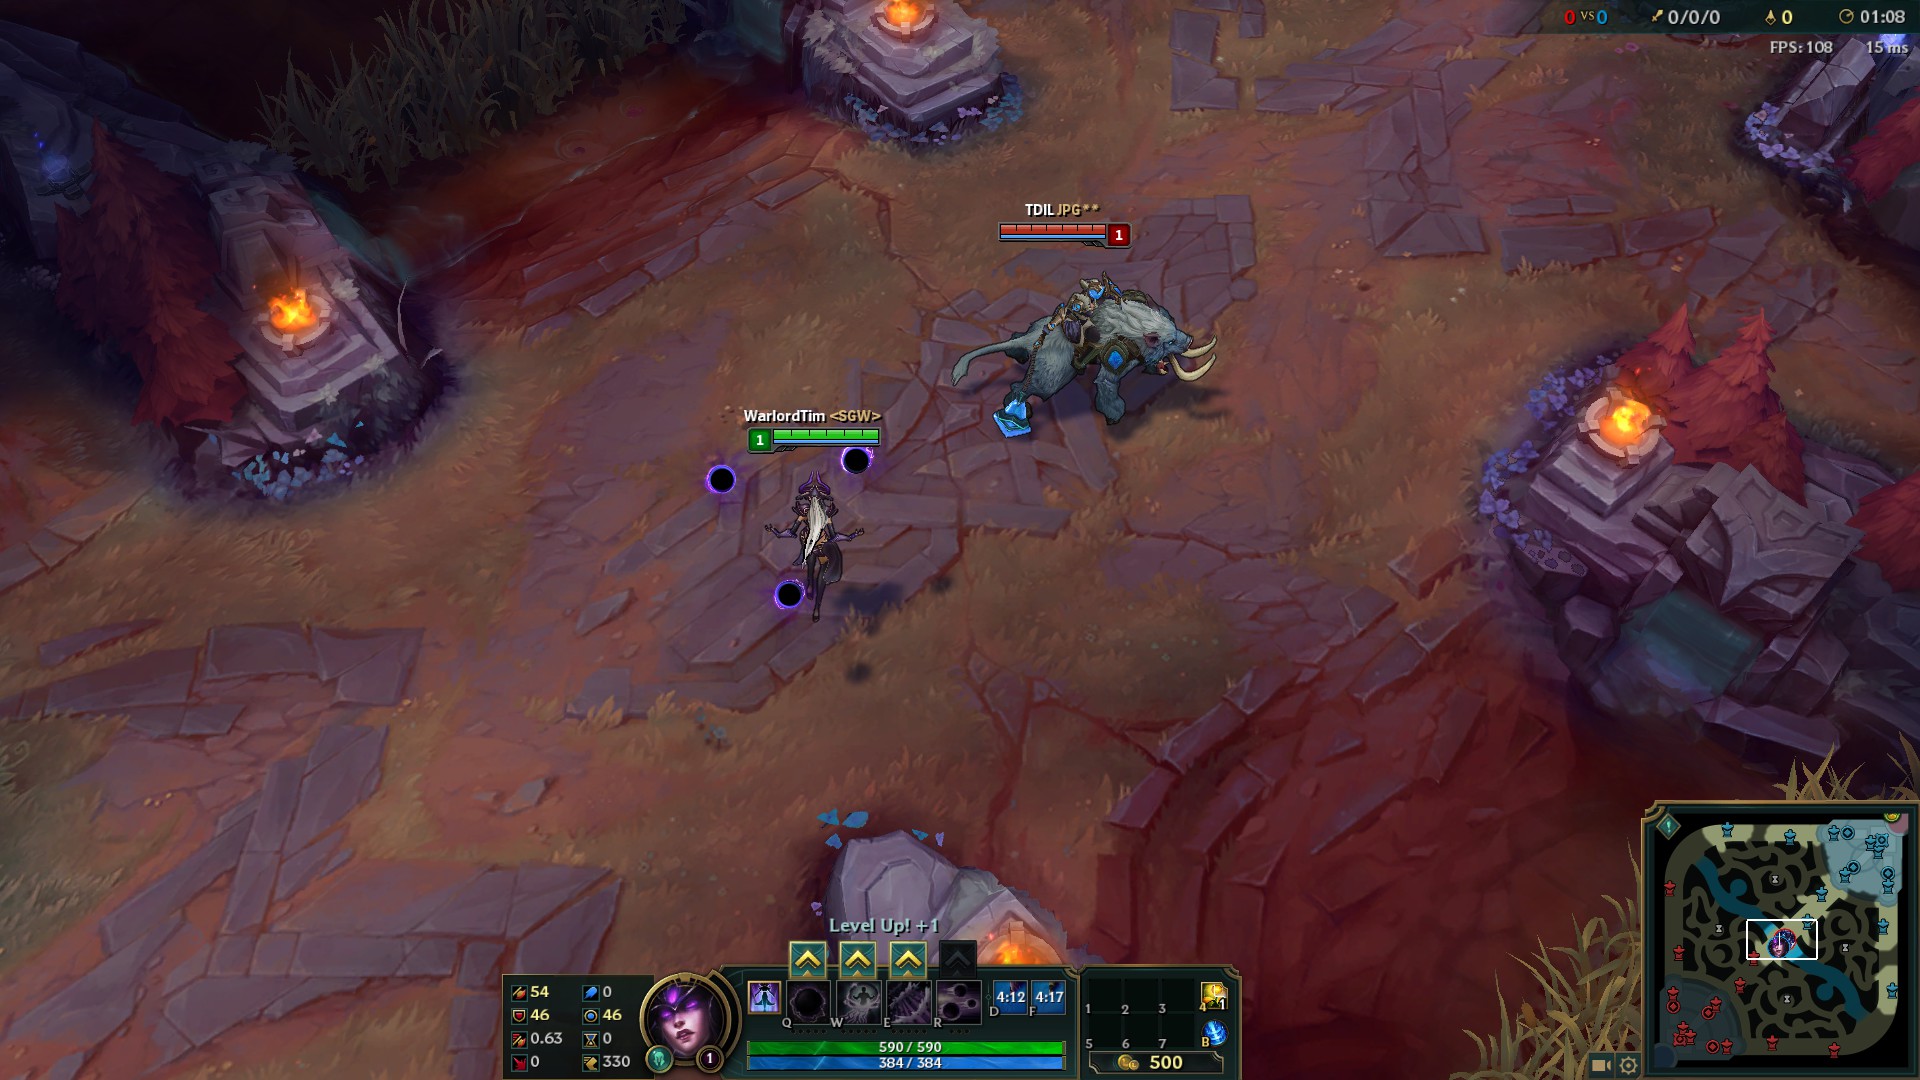 0 VS 0 0/0/0 0 01:08
FPS: 108 15 ms
TDIL JPG**
1
WarlordTim <SGW>
1
Level Up! +1
54 0
46 46
0.63 0
0 330
1
Q W E R
4:12 4:17
D F
590 / 590
384 / 384
1 2 3 4 1
5 6 7 B
500